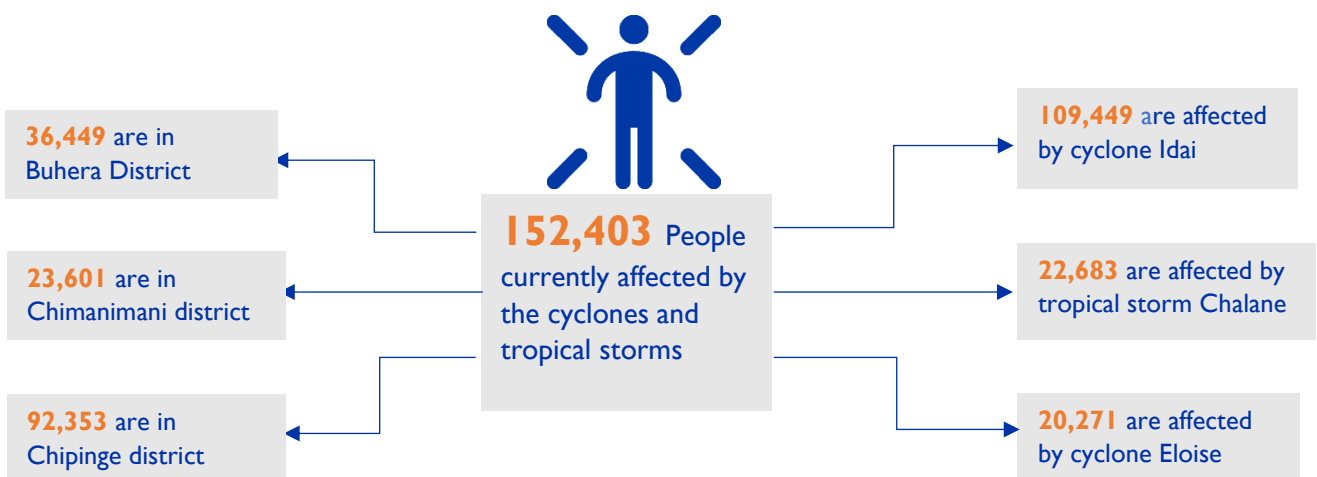 36,449 are in
Buhera District
23,601 are in
Chimanimani district
92,353 are in
Chipinge district
152,403 People
currently affected by
the cyclones and
tropical storms
109,449 are affected
by cyclone Idai
22,683 are affected by
tropical storm Chalane
20,271 are affected
by cyclone Eloise